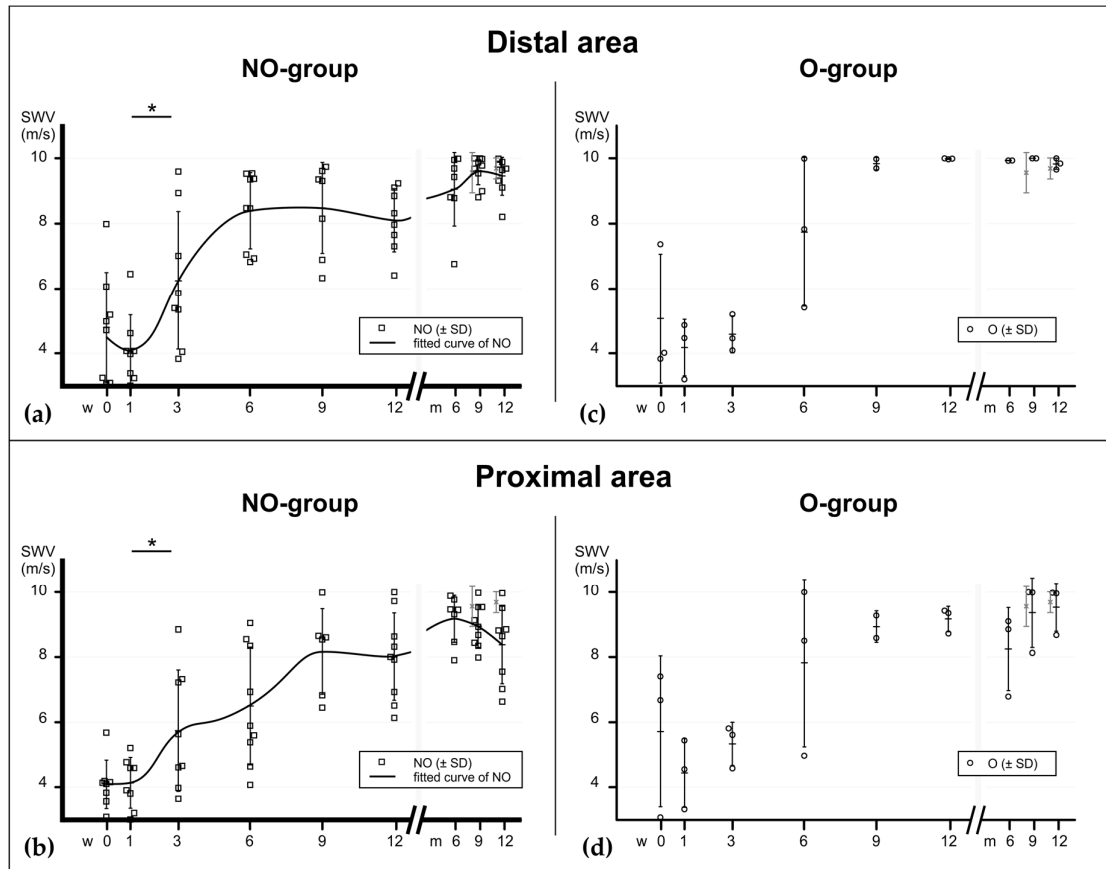 Distal area
NO-group
O-group
*
SWV
(m/s)
10
8
6
4
NO (± SD)
fitted curve of NO
(a)
w 0 1 3 6 9 12 m 6 9 12
SWV
(m/s)
10
8
6
4
O (± SD)
(c)
w 0 1 3 6 9 12 m 6 9 12
Proximal area
NO-group
O-group
*
SWV
(m/s)
10
8
6
4
NO (± SD)
fitted curve of NO
(b)
w 0 1 3 6 9 12 m 6 9 12
SWV
(m/s)
10
8
6
4
O (± SD)
(d)
w 0 1 3 6 9 12 m 6 9 12